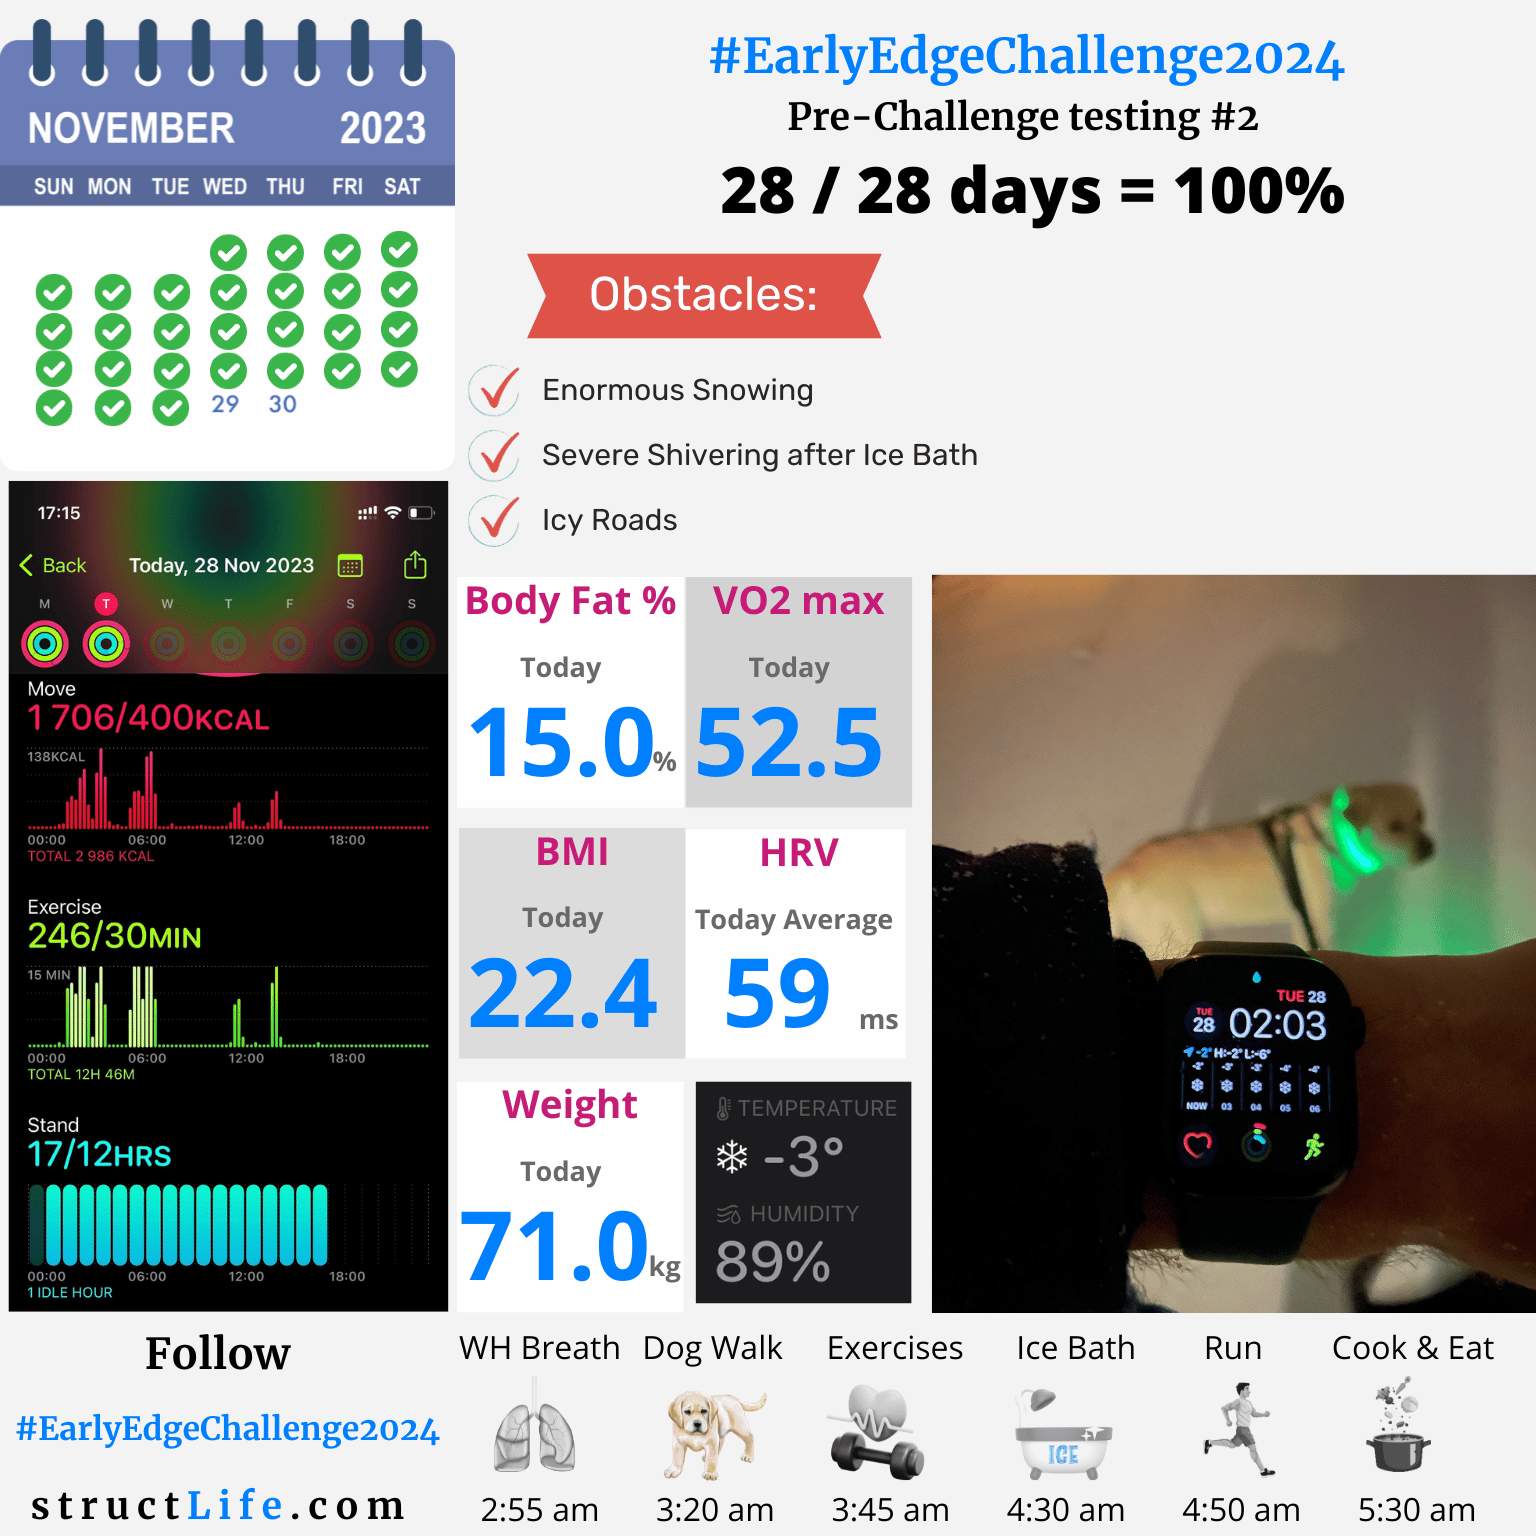 NOVEMBER 2023
SUN MON TUE WED THU FRI SAT
29 30
#EarlyEdgeChallenge2024
Pre-Challenge testing #2
28 / 28 days = 100%
Obstacles:
Enormous Snowing
Severe Shivering after Ice Bath
Icy Roads
17:15
Back
Today, 28 Nov 2023
M T W T F S S
Move
1 706/400KCAL
138KCAL
00:00 06:00 12:00 18:00
TOTAL 2 986 KCAL
Exercise
246/30MIN
15 MIN
00:00 06:00 12:00 18:00
TOTAL 12H 46M
Stand
17/12HRS
00:00 06:00 12:00 18:00
1 IDLE HOUR
Body Fat %
Today
15.0%
VO2 max
Today
52.5
BMI
Today
22.4
HRV
Today Average
59 ms
Weight
Today
71.0kg
TEMPERATURE
-3°
HUMIDITY
89%
TUE 28
TUE
28
02:03
-2° H:-2° L:-6°
-2° -3° -3° -4° -4°
NOW 03 04 05 06
Follow
#EarlyEdgeChallenge2024
structLife.com
WH Breath Dog Walk Exercises Ice Bath Run Cook & Eat
ICE
2:55 am 3:20 am 3:45 am 4:30 am 4:50 am 5:30 am